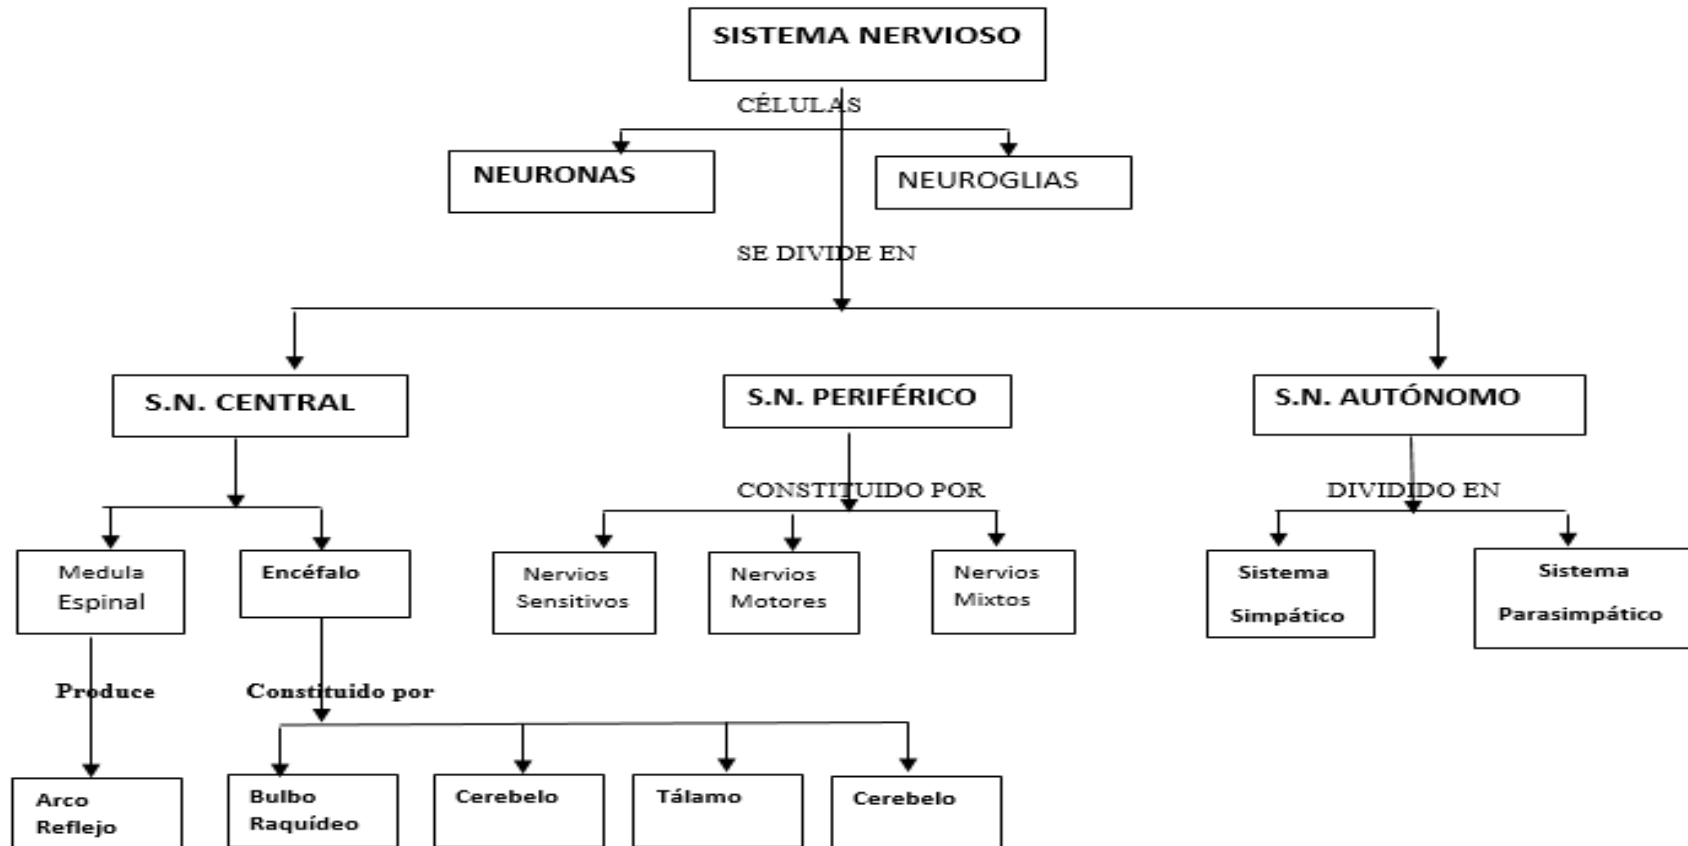 SISTEMA NERVIOSO
CÉLULAS
NEURONAS
NEUROGLIAS
SE DIVIDE EN
S.N. CENTRAL
S.N. PERIFÉRICO
S.N. AUTÓNOMO
CONSTITUIDO POR
DIVIDIDO EN
Medula
Espinal
Encéfalo
Nervios
Sensitivos
Nervios
Motores
Nervios
Mixtos
Sistema
Simpático
Sistema
Parasimpático
Produce
Constituido por
Arco
Reflejo
Bulbo
Raquídeo
Cerebelo
Tálamo
Cerebelo